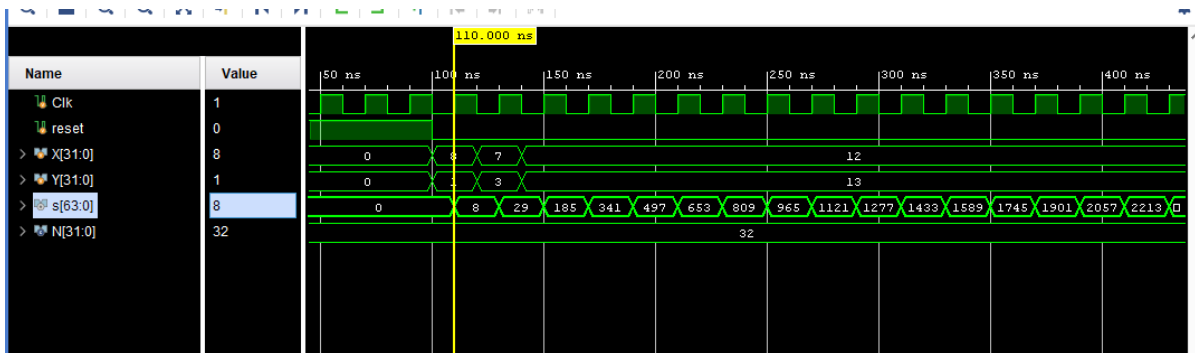 110.000 ns
Name Value
50 ns 100 ns 150 ns 200 ns 250 ns 300 ns 350 ns 400 ns
Clk 1
reset 0
X[31:0] 8 0 8 7 12
Y[31:0] 1 0 1 3 13
s[63:0] 8 0 8 29 185 341 497 653 809 965 1121 1277 1433 1589 1745 1901 2057 2213
N[31:0] 32 32